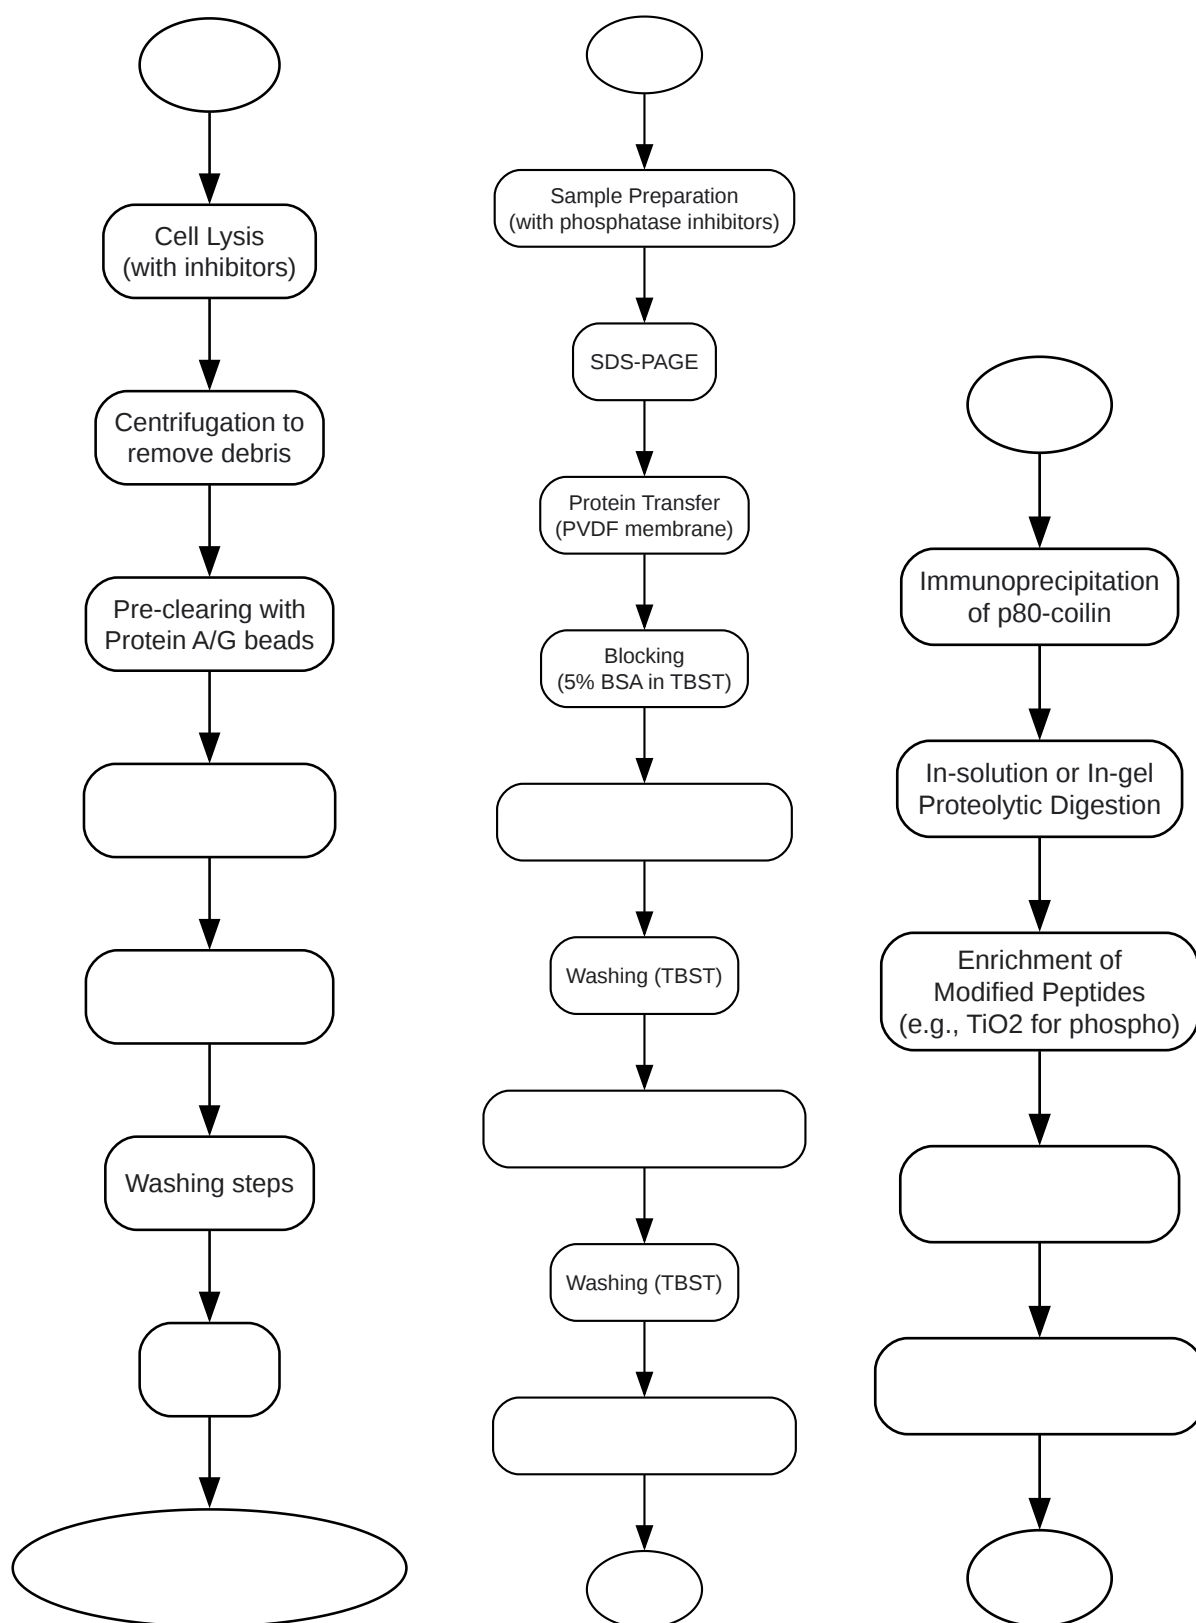 Cell Lysis
(with inhibitors)
Centrifugation to
remove debris
Pre-clearing with
Protein A/G beads
Washing steps
Sample Preparation
(with phosphatase inhibitors)
SDS-PAGE
Protein Transfer
(PVDF membrane)
Blocking
(5% BSA in TBST)
Washing (TBST)
Washing (TBST)
Immunoprecipitation
of p80-coilin
In-solution or In-gel
Proteolytic Digestion
Enrichment of
Modified Peptides
(e.g., TiO2 for phospho)